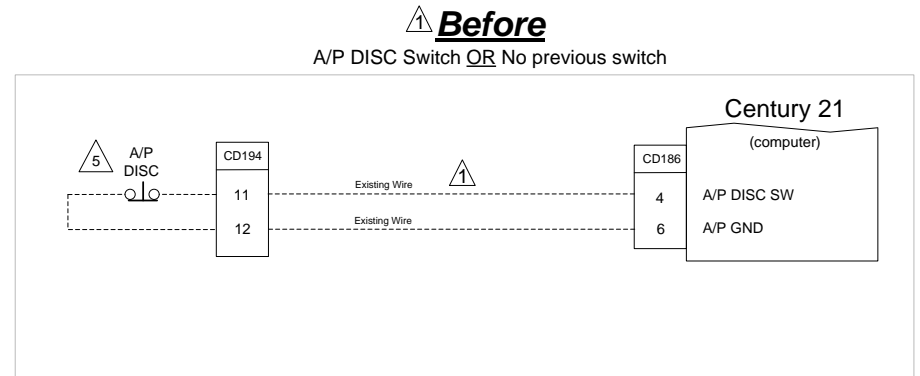 1 Before
A/P DISC Switch OR No previous switch
Century 21
(computer)
5
A/P
DISC
CD194
11
12
Existing Wire
1
Existing Wire
CD186
4
6
A/P DISC SW
A/P GND